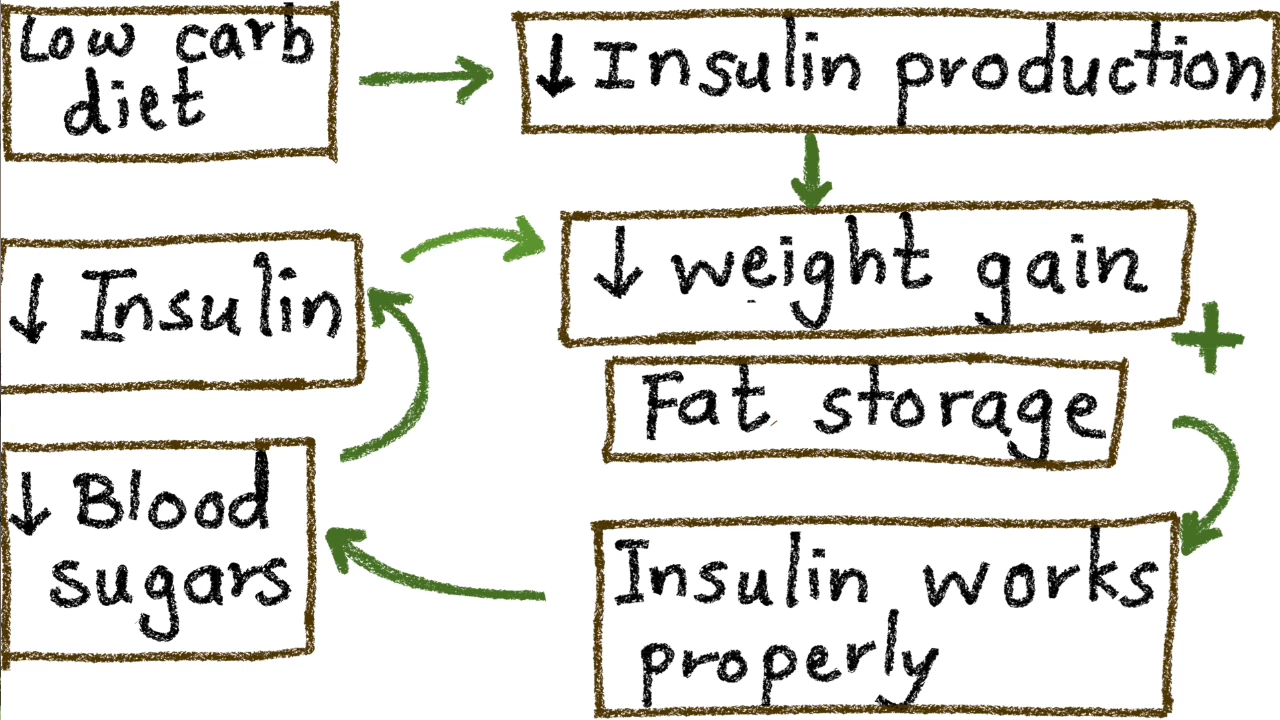 Low carb
diet
↓ Insulin production
↓ weight gain
+
Fat storage
Insulin works
properly
↓ Blood
sugars
↓ Insulin